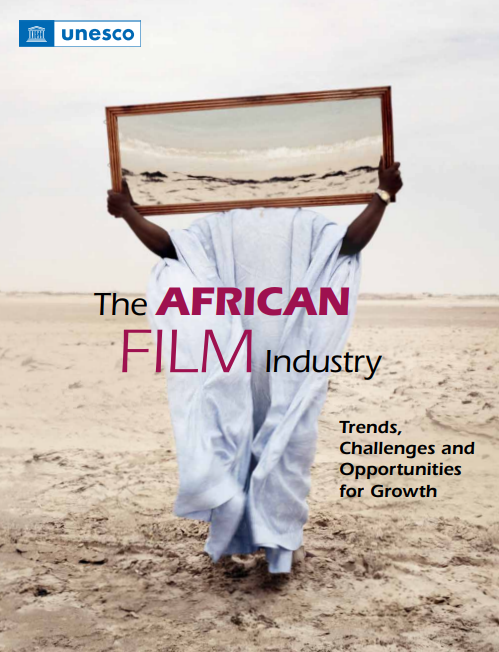 unesco
The AFRICAN
FILM Industry
Trends,
Challenges and
Opportunities
for Growth